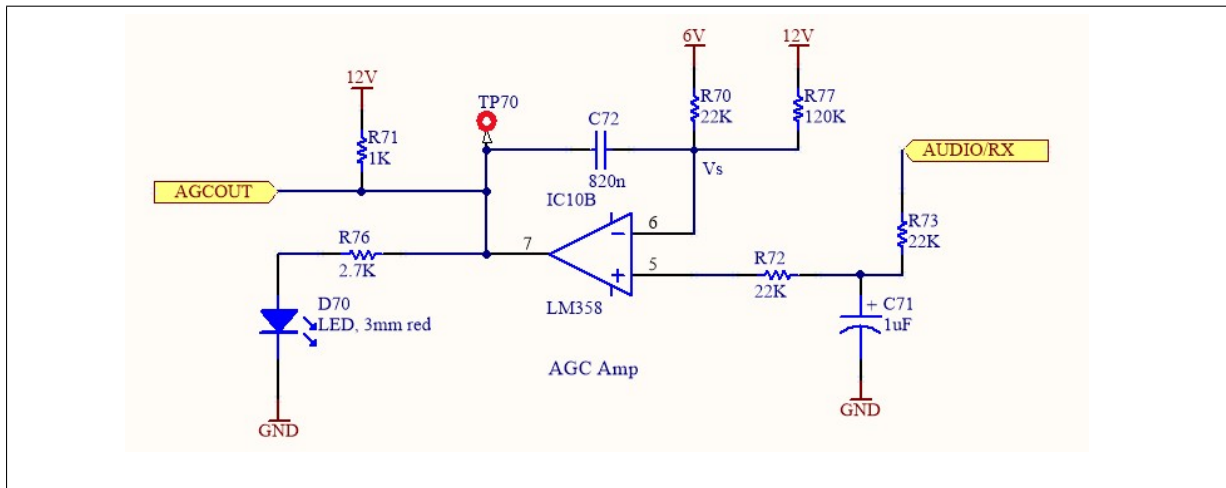 6V
12V
12V
TP70
R70
22K
R77
120K
C72
R71
1K
AUDIO/RX
Vs
820n
AGCOUT
IC10B
R73
22K
R76
2.7K
7
6
5
R72
22K
D70
LED, 3mm red
LM358
+ C71
1uF
AGC Amp
GND
GND